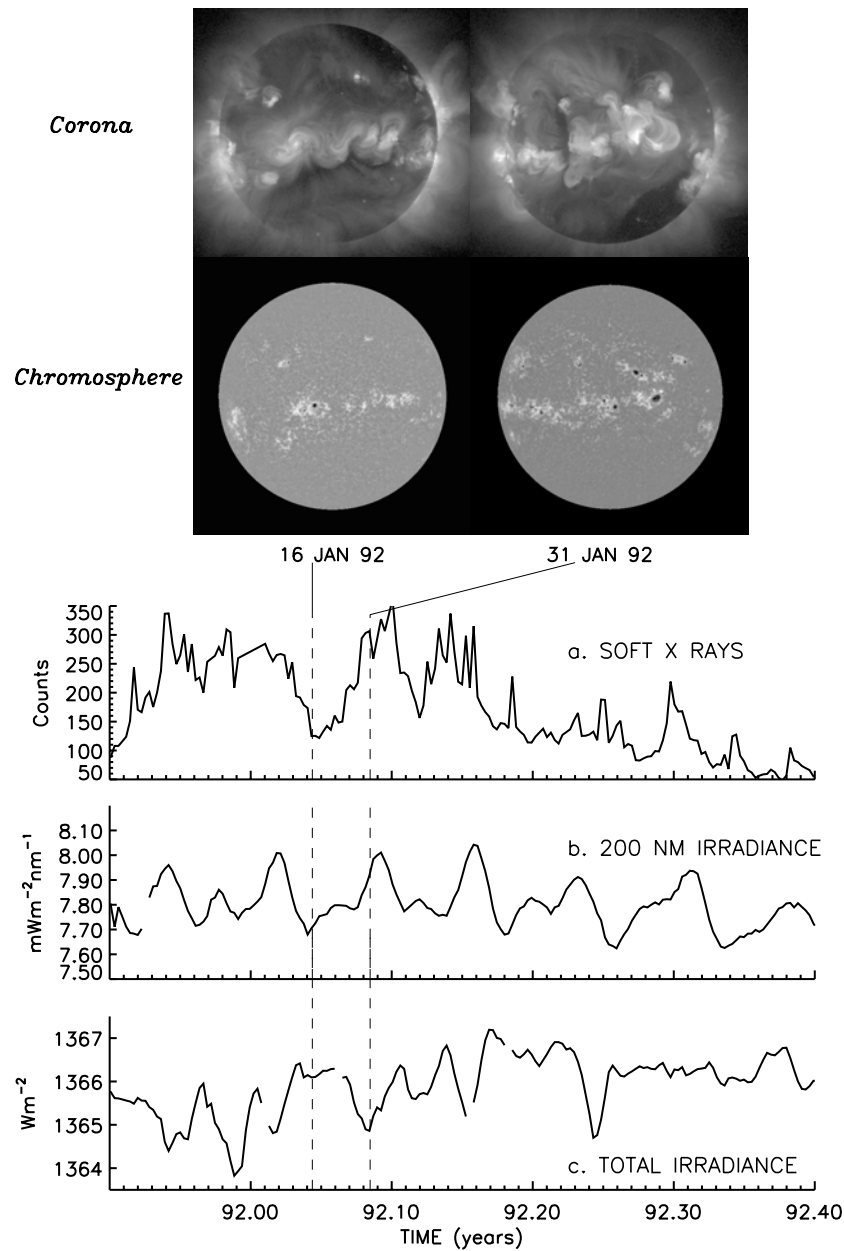 Corona
Chromosphere
16 JAN 92
31 JAN 92
350
300
250
200
150
100
50
Counts
a. SOFT X RAYS
8.10
8.00
7.90
7.80
7.70
7.60
7.50
mWm⁻²nm⁻¹
b. 200 NM IRRADIANCE
1367
1366
1365
1364
Wm⁻²
c. TOTAL IRRADIANCE
92.00 92.10 92.20 92.30 92.40
TIME (years)